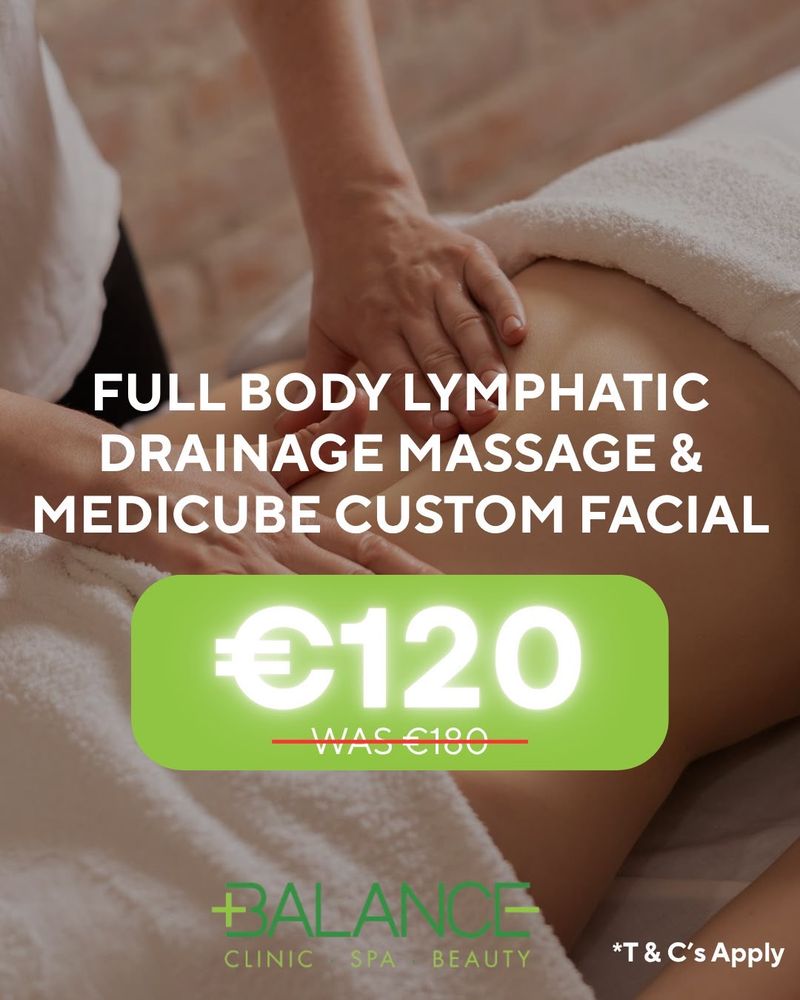 FULL BODY LYMPHATIC
DRAINAGE MASSAGE &
MEDICUBE CUSTOM FACIAL
€120
WAS €180
BALANCE
CLINIC · SPA · BEAUTY
*T & C's Apply